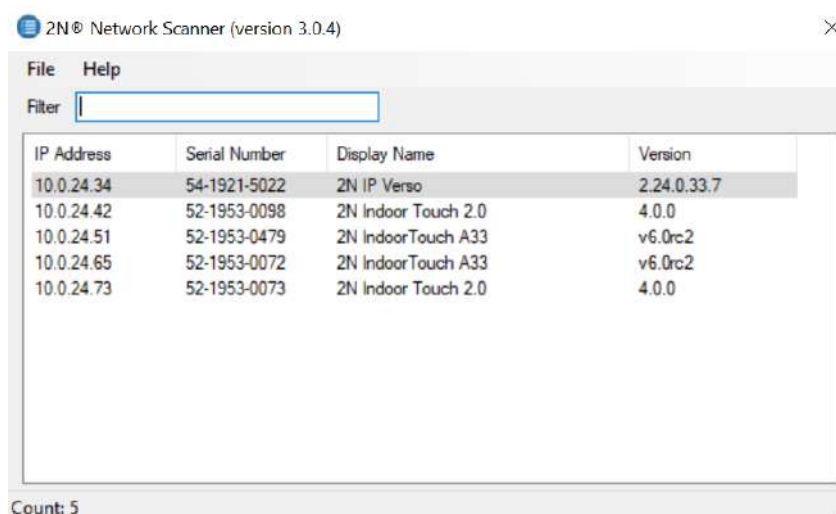 2N® Network Scanner (version 3.0.4)
File Help
Filter
IP Address Serial Number Display Name Version
10.0.24.34 54-1921-5022 2N IP Verso 2.24.0.33.7
10.0.24.42 52-1953-0098 2N Indoor Touch 2.0 4.0.0
10.0.24.51 52-1953-0479 2N IndoorTouch A33 v6.0rc2
10.0.24.65 52-1953-0072 2N IndoorTouch A33 v6.0rc2
10.0.24.73 52-1953-0073 2N Indoor Touch 2.0 4.0.0
Count: 5